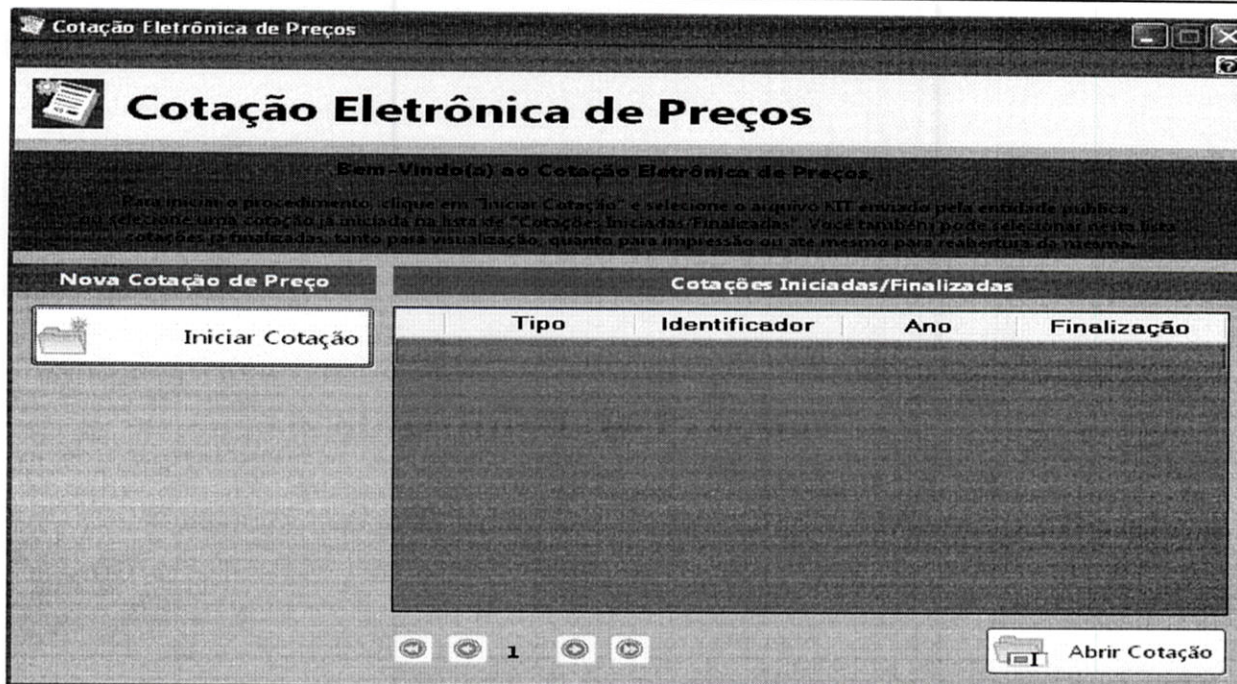 Cotação Eletrônica de Preços
Cotação Eletrônica de Preços
Bem-Vindo(a) ao Cotação Eletrônica de Preços,
Para iniciar o procedimento, clique em "Iniciar Cotação" e selecione o arquivo KIT enviado pela entidade pública,
ou selecione uma cotação já iniciada na lista de "Cotações Iniciadas/Finalizadas". Você também pode selecionar nesta lista
cotações já finalizadas, tanto para visualização, quanto para impressão ou até mesmo para reabertura da mesma.
Nova Cotação de Preço
Cotações Iniciadas/Finalizadas
Iniciar Cotação
Tipo Identificador Ano Finalização
1
Abrir Cotação